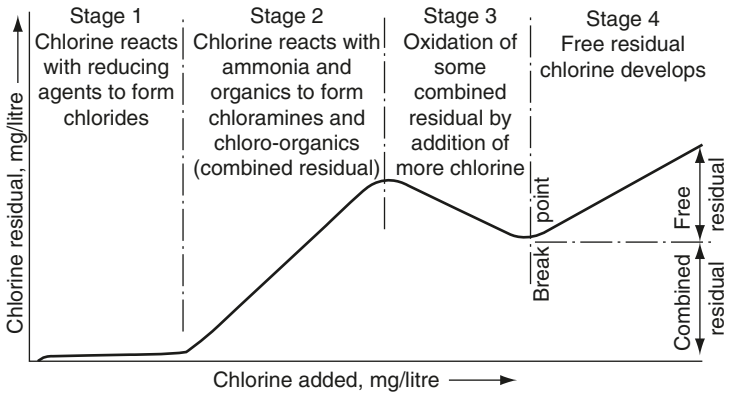 Stage 1
Chlorine reacts
with reducing
agents to form
chlorides
Stage 2
Chlorine reacts with
ammonia and
organics to form
chloramines and
chloro-organics
(combined residual)
Stage 3
Oxidation of
some
combined
residual by
addition of
more chlorine
Stage 4
Free residual
chlorine develops
Chlorine residual, mg/litre
Break point
Free
residual
Combined
residual
Chlorine added, mg/litre